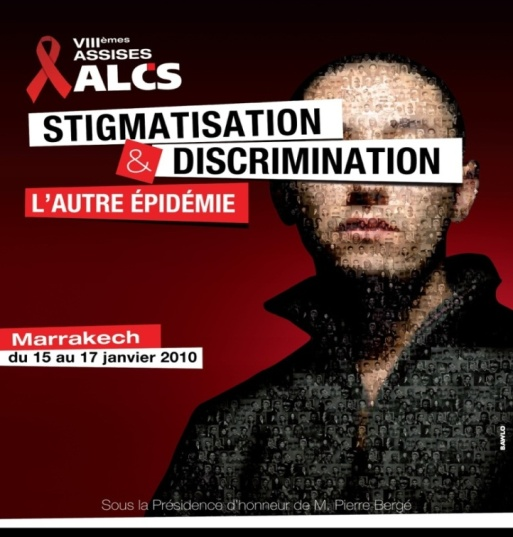 VIIIèmes
ASSISES
ALCS
STIGMATISATION
& DISCRIMINATION
L'AUTRE ÉPIDÉMIE
Marrakech
du 15 au 17 janvier 2010
Sous la Présidence d'honneur de M. Pierre Bergé